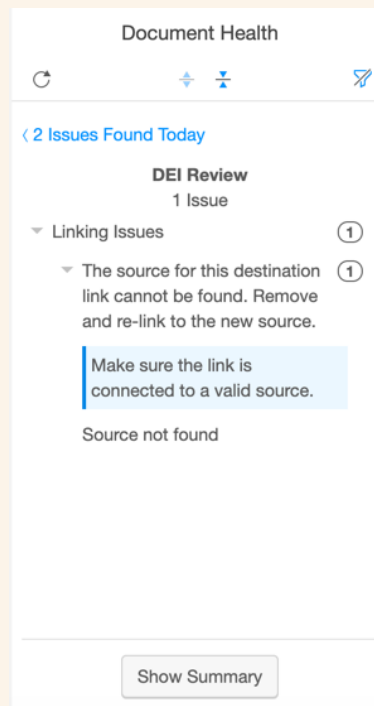 Document Health
2 Issues Found Today
DEI Review
1 Issue
Linking Issues 1
The source for this destination 1
link cannot be found. Remove
and re-link to the new source.
Make sure the link is
connected to a valid source.
Source not found
Show Summary